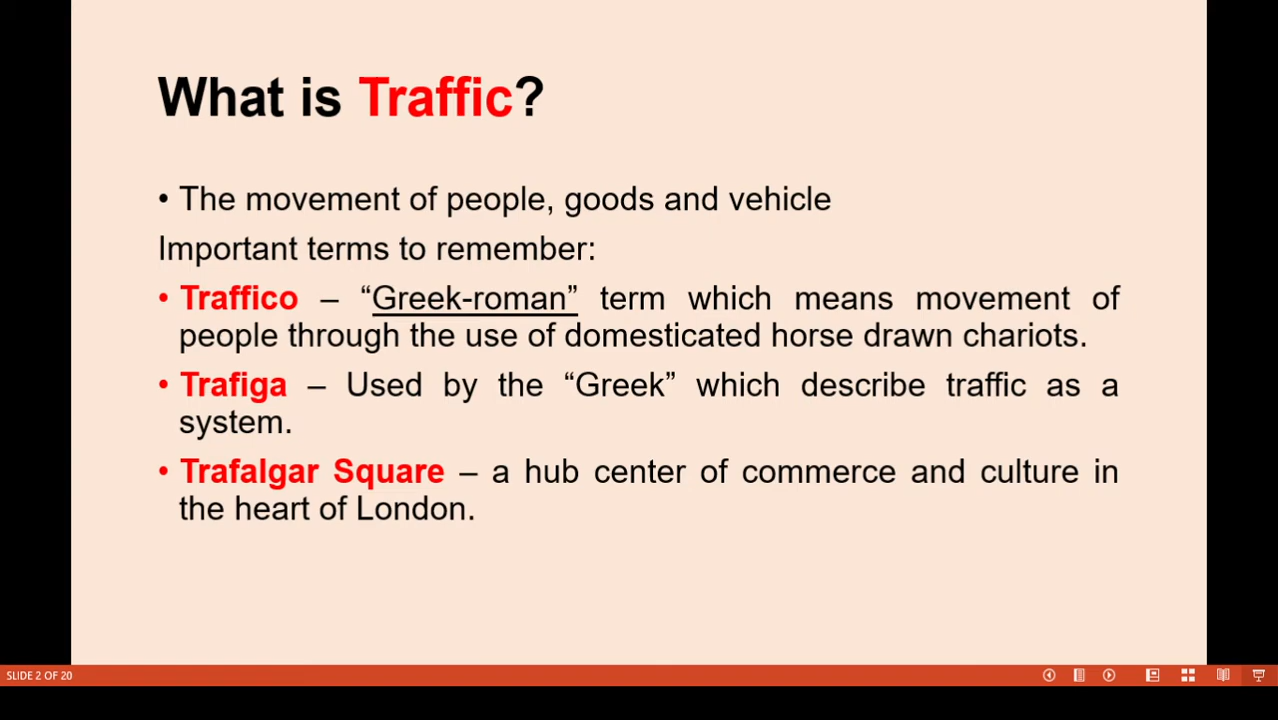 What is Traffic?
• The movement of people, goods and vehicle
Important terms to remember:
• Traffico – “Greek-roman” term which means movement of
people through the use of domesticated horse drawn chariots.
• Trafiga – Used by the “Greek” which describe traffic as a
system.
• Trafalgar Square – a hub center of commerce and culture in
the heart of London.
SLIDE 2 OF 20